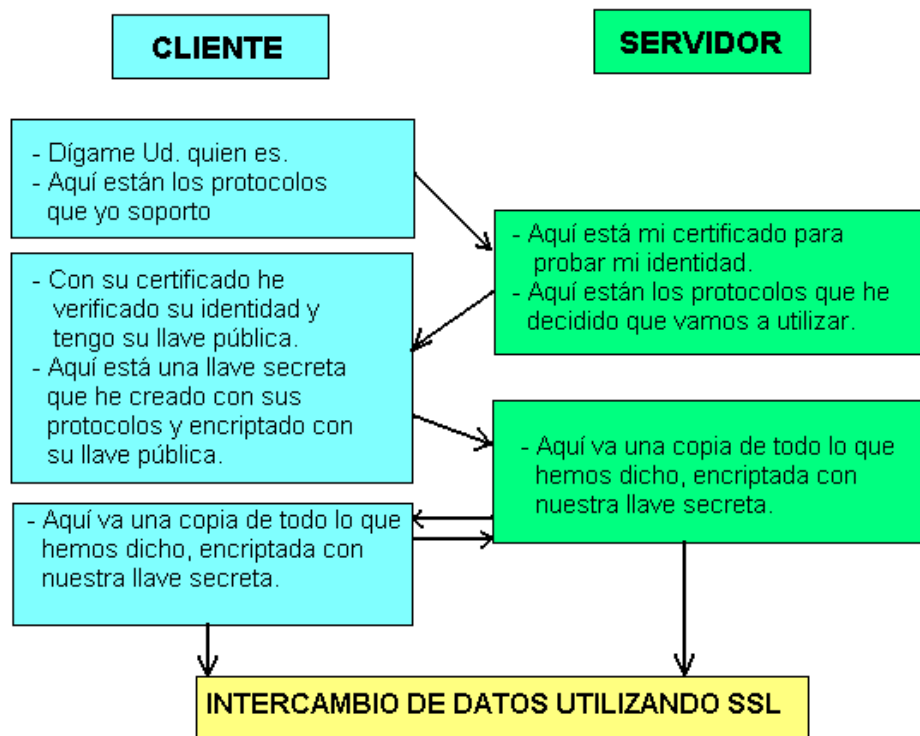 CLIENTE
SERVIDOR
- Dígame Ud. quien es.
- Aquí están los protocolos
que yo soporto
- Aquí está mi certificado para
probar mi identidad.
- Aquí están los protocolos que he
decidido que vamos a utilizar.
- Con su certificado he
verificado su identidad y
tengo su llave pública.
- Aquí está una llave secreta
que he creado con sus
protocolos y encriptado con
su llave pública.
- Aquí va una copia de todo lo que
hemos dicho, encriptada con
nuestra llave secreta.
- Aquí va una copia de todo lo que
hemos dicho, encriptada con
nuestra llave secreta.
INTERCAMBIO DE DATOS UTILIZANDO SSL